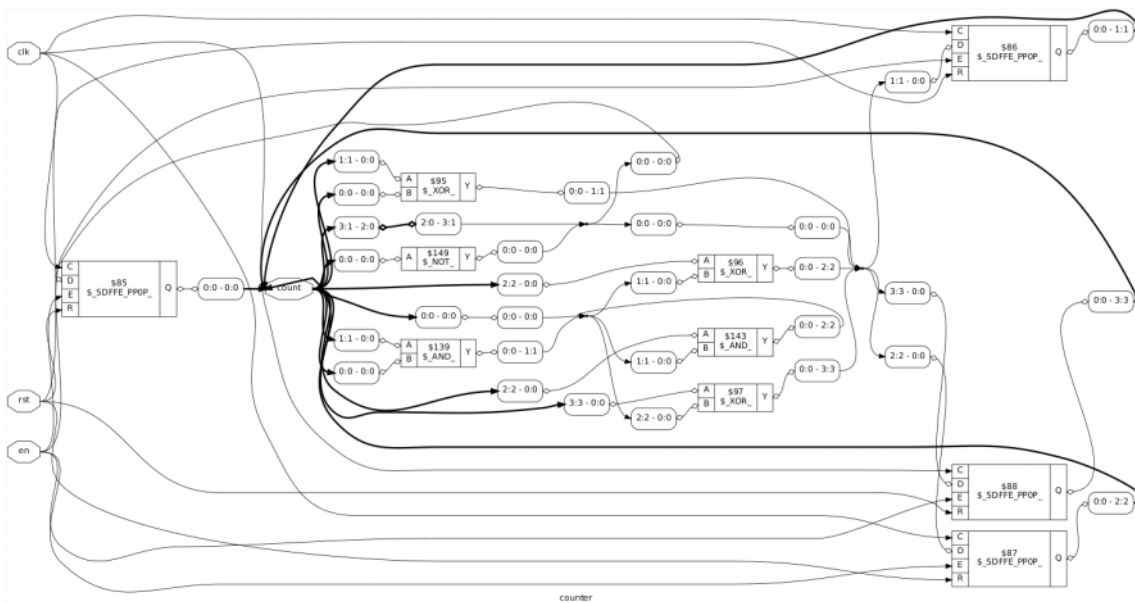 clk
rst
en
C
D
E
R
$85
$_SDFFE_PP0P_
Q
0:0 - 0:0
count
1:1 - 0:0
0:0 - 0:0
A
B
$95
$_XOR_
Y
0:0 - 1:1
3:1 - 2:0
2:0 - 3:1
0:0 - 0:0
0:0 - 0:0
0:0 - 0:0
0:0 - 0:0
A
$149
$_NOT_
Y
0:0 - 0:0
2:2 - 0:0
1:1 - 0:0
A
B
$96
$_XOR_
Y
0:0 - 2:2
0:0 - 0:0
0:0 - 0:0
1:1 - 0:0
0:0 - 0:0
A
B
$139
$_AND_
Y
0:0 - 1:1
2:2 - 0:0
1:1 - 0:0
A
B
$143
$_AND_
Y
0:0 - 2:2
3:3 - 0:0
2:2 - 0:0
A
B
$97
$_XOR_
Y
0:0 - 3:3
1:1 - 0:0
3:3 - 0:0
2:2 - 0:0
C
D
E
R
$86
$_SDFFE_PP0P_
Q
0:0 - 1:1
C
D
E
R
$88
$_SDFFE_PP0P_
Q
0:0 - 3:3
C
D
E
R
$87
$_SDFFE_PP0P_
Q
0:0 - 2:2
counter